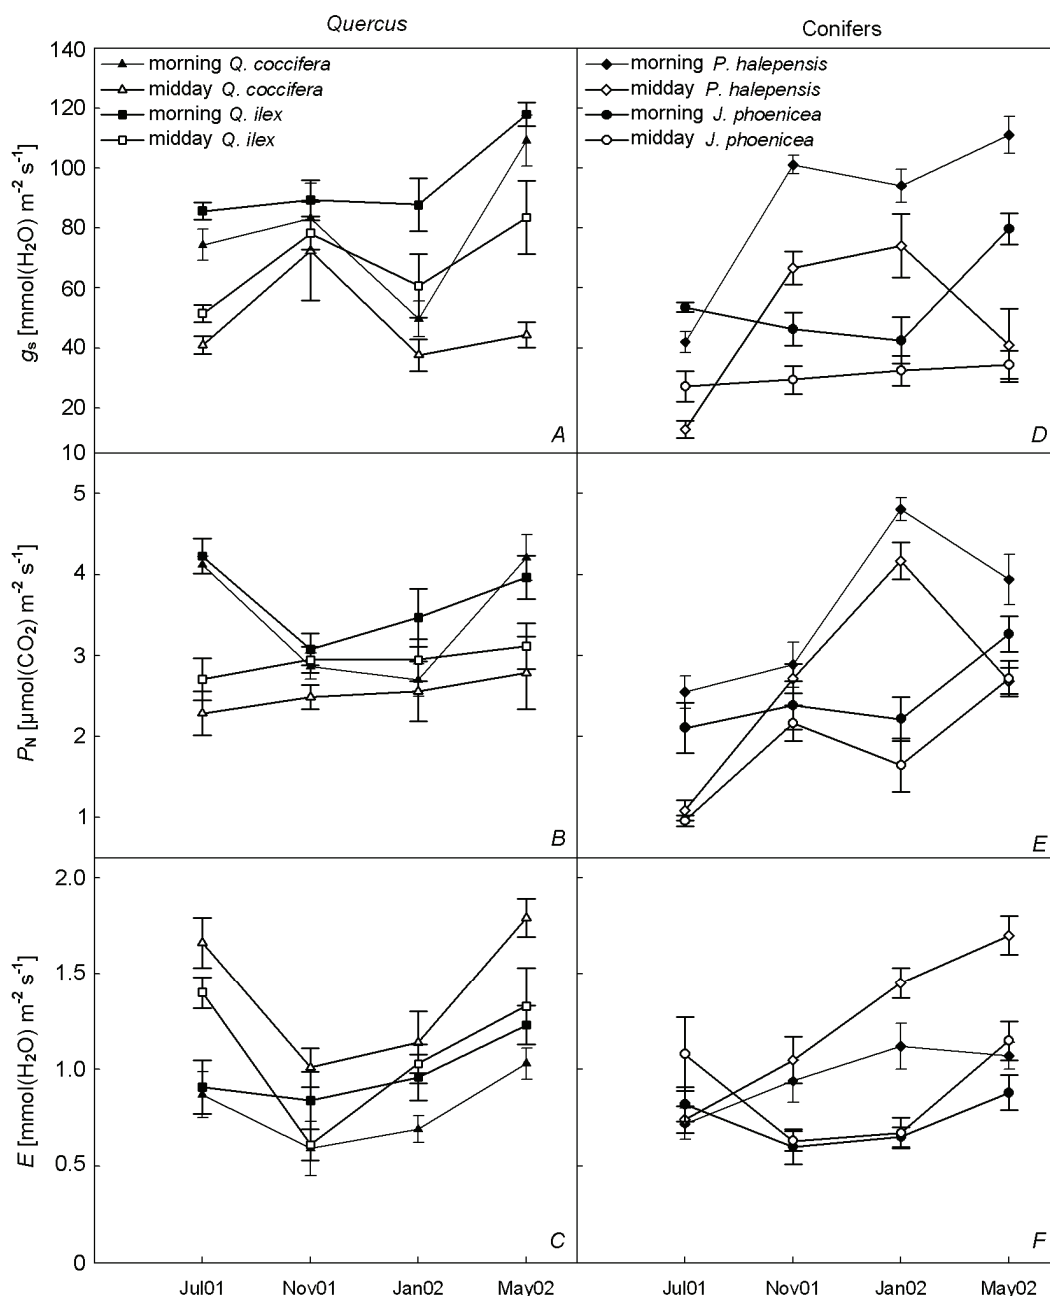 Quercus
Conifers
140
120
100
80
60
40
20
10
gs [mmol(H2O) m-2 s-1]
morning Q. coccifera
midday Q. coccifera
morning Q. ilex
midday Q. ilex
A
morning P. halepensis
midday P. halepensis
morning J. phoenicea
midday J. phoenicea
D
5
4
3
2
1
PN [µmol(CO2) m-2 s-1]
B
E
2.0
1.5
1.0
0.5
0
E [mmol(H2O) m-2 s-1]
C
F
Jul01 Nov01 Jan02 May02
Jul01 Nov01 Jan02 May02